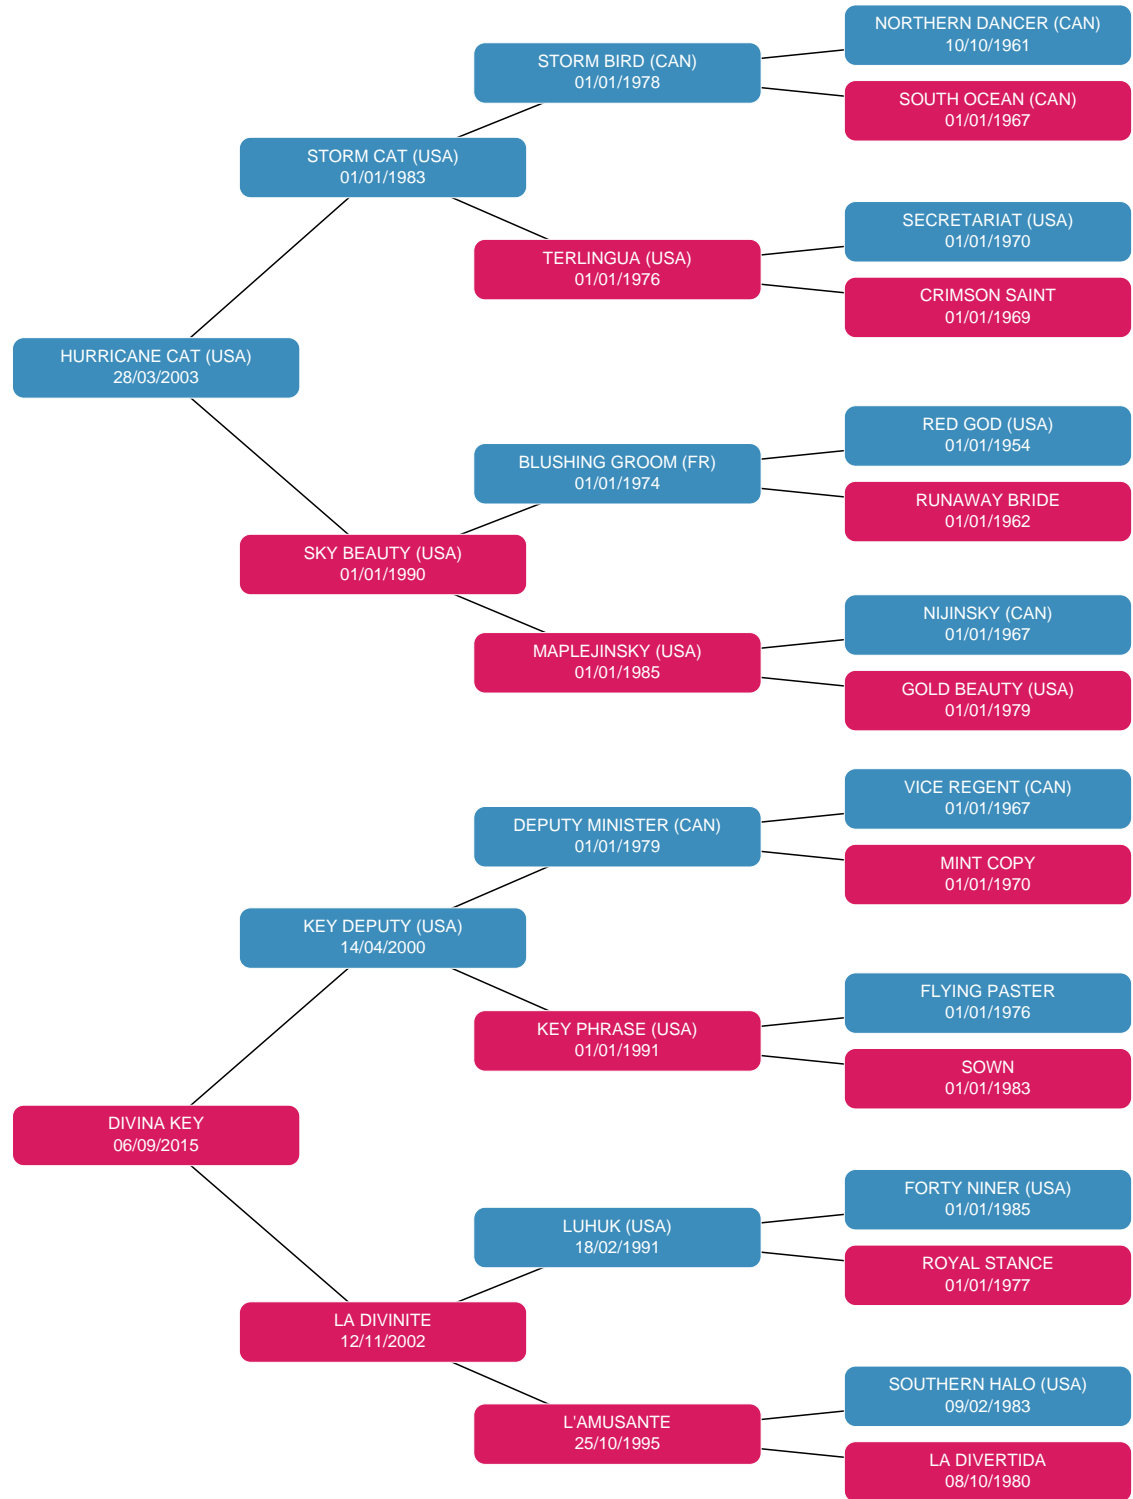 NORTHERN DANCER (CAN)
10/10/1961
STORM BIRD (CAN)
01/01/1978
SOUTH OCEAN (CAN)
01/01/1967
STORM CAT (USA)
01/01/1983
SECRETARIAT (USA)
01/01/1970
TERLINGUA (USA)
01/01/1976
CRIMSON SAINT
01/01/1969
HURRICANE CAT (USA)
28/03/2003
RED GOD (USA)
01/01/1954
BLUSHING GROOM (FR)
01/01/1974
RUNAWAY BRIDE
01/01/1962
SKY BEAUTY (USA)
01/01/1990
NIJINSKY (CAN)
01/01/1967
MAPLEJINSKY (USA)
01/01/1985
GOLD BEAUTY (USA)
01/01/1979
VICE REGENT (CAN)
01/01/1967
DEPUTY MINISTER (CAN)
01/01/1979
MINT COPY
01/01/1970
KEY DEPUTY (USA)
14/04/2000
FLYING PASTER
01/01/1976
KEY PHRASE (USA)
01/01/1991
SOWN
01/01/1983
DIVINA KEY
06/09/2015
FORTY NINER (USA)
01/01/1985
LUHUK (USA)
18/02/1991
ROYAL STANCE
01/01/1977
LA DIVINITE
12/11/2002
SOUTHERN HALO (USA)
09/02/1983
L'AMUSANTE
25/10/1995
LA DIVERTIDA
08/10/1980